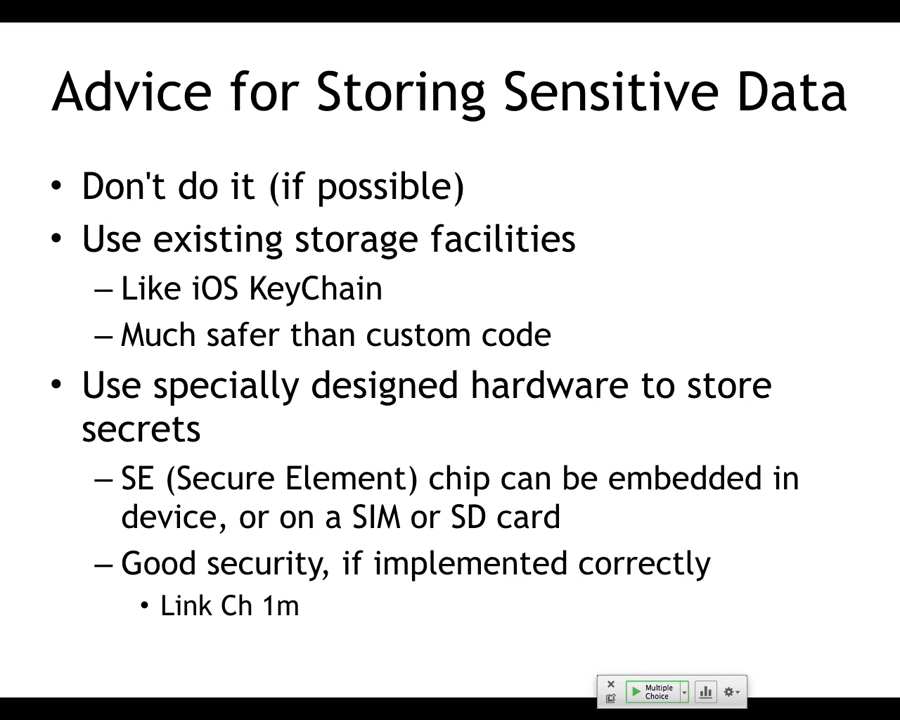 Advice for Storing Sensitive Data
• Don't do it (if possible)
• Use existing storage facilities
– Like iOS KeyChain
– Much safer than custom code
• Use specially designed hardware to store
secrets
– SE (Secure Element) chip can be embedded in
device, or on a SIM or SD card
– Good security, if implemented correctly
• Link Ch 1m
Multiple
Choice